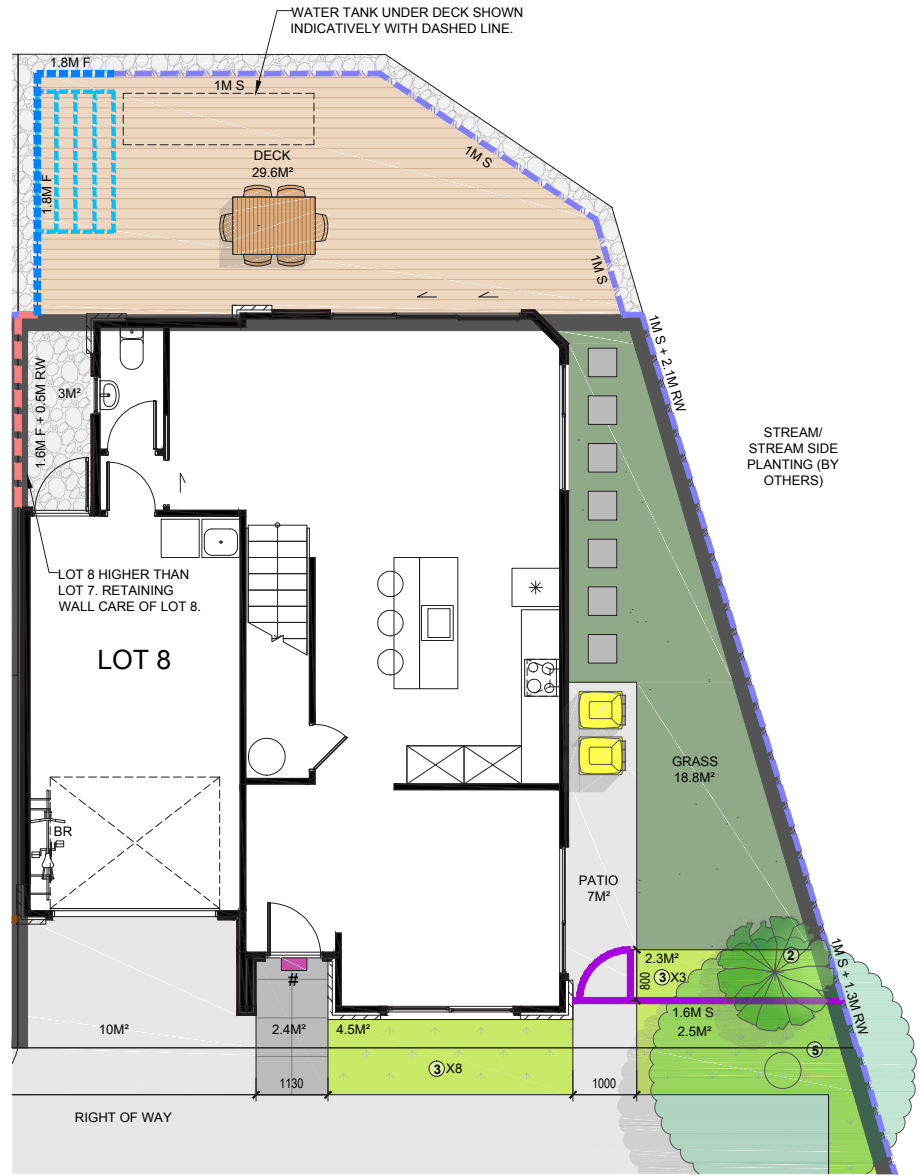 WATER TANK UNDER DECK SHOWN
INDICATIVELY WITH DASHED LINE.
1.8M F
1M S
1M S
DECK
29.6M²
1.8M F
1M S
1M S + 2.1M RW
3M²
1.6M F + 0.5M RW
STREAM/
STREAM SIDE
PLANTING (BY
OTHERS)
LOT 8 HIGHER THAN
LOT 7. RETAINING
WALL CARE OF LOT 8.
LOT 8
GRASS
18.8M²
BR
PATIO
7M²
2.3M²
2
800
3 X3
1M S + 1.3M RW
#
1.6M S
10M²
2.4M²
4.5M²
2.5M²
5
3 X8
1130
1000
RIGHT OF WAY